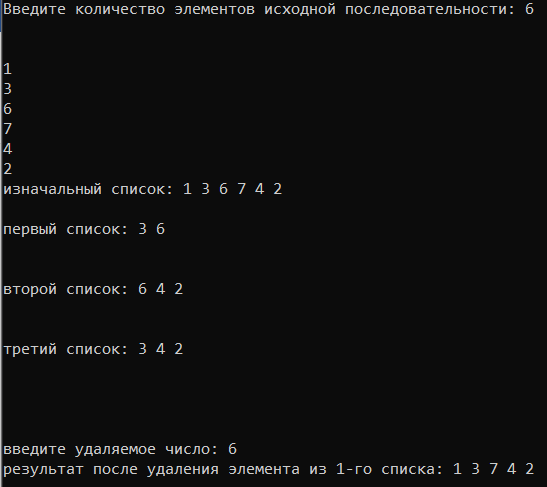 Введите количество элементов исходной последовательности: 6
1
3
6
7
4
2
изначальный список: 1 3 6 7 4 2
первый список: 3 6
второй список: 6 4 2
третий список: 3 4 2
введите удаляемое число: 6
результат после удаления элемента из 1-го списка: 1 3 7 4 2